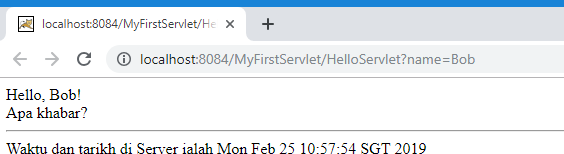 localhost:8084/MyFirstServlet/He
localhost:8084/MyFirstServlet/HelloServlet?name=Bob
Hello, Bob!
Apa khabar?
Waktu dan tarikh di Server ialah Mon Feb 25 10:57:54 SGT 2019